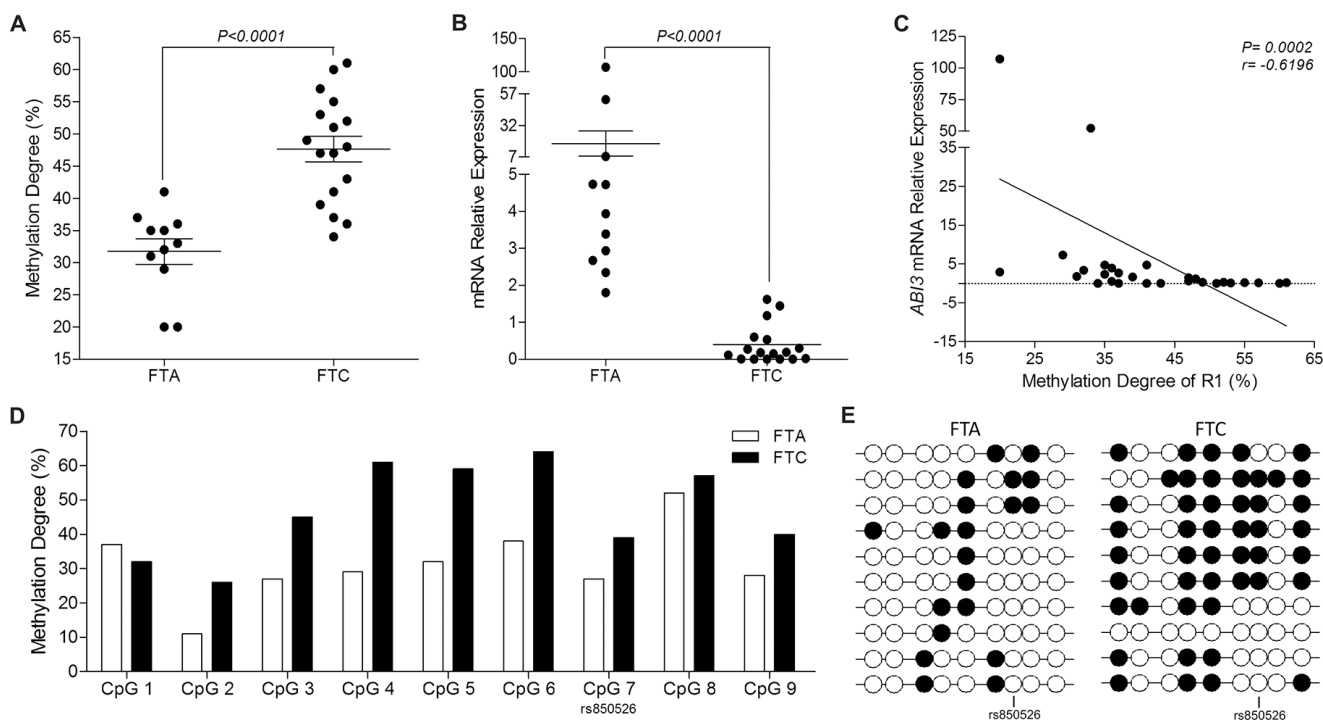 A
Methylation Degree (%)
65
60
55
50
45
40
35
30
25
20
15
P<0.0001
FTA
FTC
B
mRNA Relative Expression
150
100
57
32
7
5
4
3
2
1
0
P<0.0001
FTA
FTC
C
ABI3 mRNA Relative Expression
125
100
75
50
35
25
15
5
-5
-15
P= 0.0002
r= -0.6196
15
25
35
45
55
65
Methylation Degree of R1 (%)
D
Methylation Degree (%)
70
60
50
40
30
20
10
0
FTA
FTC
CpG 1
CpG 2
CpG 3
CpG 4
CpG 5
CpG 6
CpG 7
CpG 8
CpG 9
rs850526
E
FTA
FTC
rs850526
rs850526